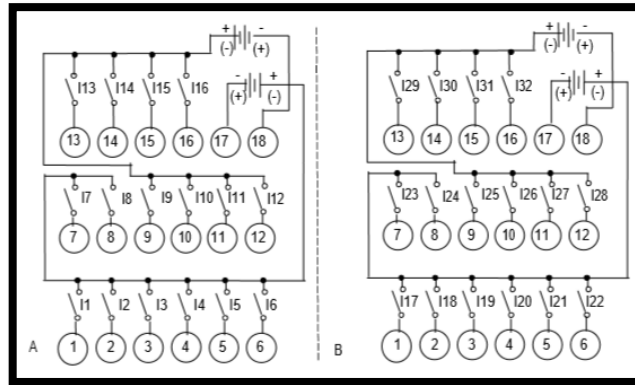 + - + -
(-) (+) (-) (+)
- + - +
I13 I14 I15 I16 (+) (-) I29 I30 I31 I32 (+) (-)
13 14 15 16 17 18 13 14 15 16 17 18
I7 I8 I9 I10 I11 I12 I23 I24 I25 I26 I27 I28
7 8 9 10 11 12 7 8 9 10 11 12
I1 I2 I3 I4 I5 I6 I17 I18 I19 I20 I21 I22
A 1 2 3 4 5 6 B 1 2 3 4 5 6